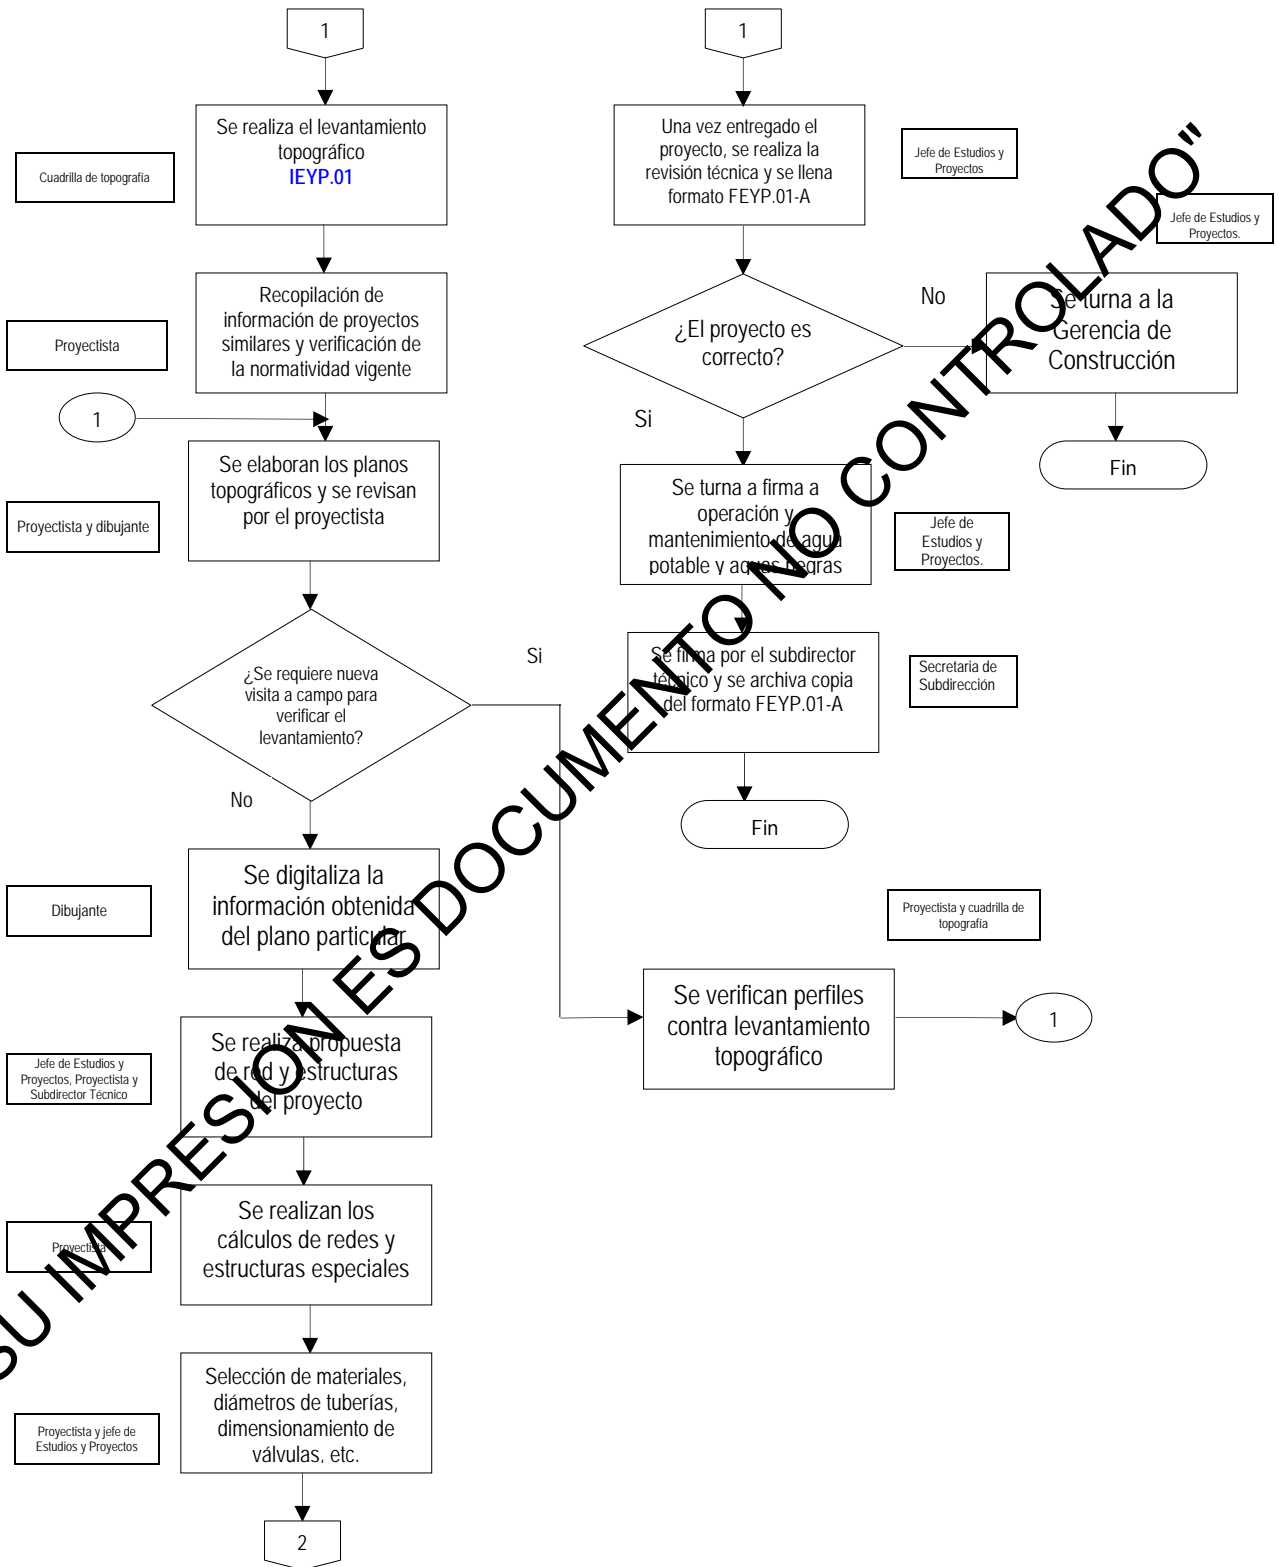 1
Se realiza el levantamiento
topográfico
IEYP.01
Cuadrilla de topografía
Recopilación de
información de proyectos
similares y verificación de
la normatividad vigente
Proyectista
1
Se elaboran los planos
topográficos y se revisan
por el proyectista
Proyectista y dibujante
¿Se requiere nueva
visita a campo para
verificar el
levantamiento?
Si
No
Se digitaliza la
información obtenida
del plano particular
Dibujante
Se realiza propuesta
de red y estructuras
del proyecto
Jefe de Estudios y
Proyectos, Proyectista y
Subdirector Técnico
Se realizan los
cálculos de redes y
estructuras especiales
Proyectista
Selección de materiales,
diámetros de tuberías,
dimensionamiento de
válvulas, etc.
Proyectista y jefe de
Estudios y Proyectos
2
1
Una vez entregado el
proyecto, se realiza la
revisión técnica y se llena
formato FEYP.01-A
Jefe de Estudios y
Proyectos
Jefe de Estudios y
Proyectos.
¿El proyecto es
correcto?
No
Se turna a la
Gerencia de
Construcción
Fin
Si
Se turna a firma a
operación y
mantenimiento de agua
potable y aguas negras
Jefe de
Estudios y
Proyectos.
Se firma por el subdirector
técnico y se archiva copia
del formato FEYP.01-A
Secretaria de
Subdirección
Fin
Proyectista y cuadrilla de
topografía
Se verifican perfiles
contra levantamiento
topográfico
1
SU IMPRESION ES DOCUMENTO NO CONTROLADO"